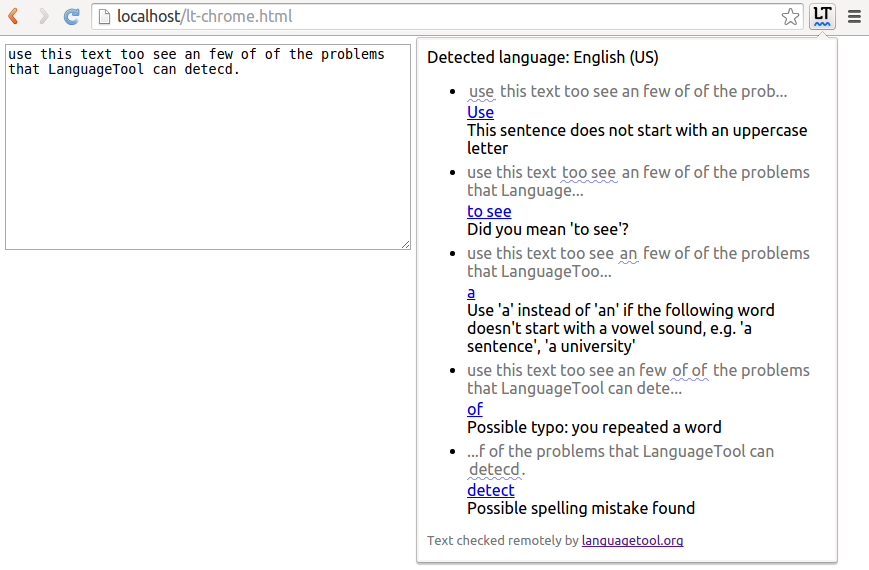 localhost/lt-chrome.html
LT
use this text too see an few of of the problems
that LanguageTool can detecd.
Detected language: English (US)
use this text too see an few of of the prob...
Use
This sentence does not start with an uppercase
letter
use this text too see an few of of the problems
that Language...
to see
Did you mean 'to see'?
use this text too see an few of of the problems
that LanguageToo...
a
Use 'a' instead of 'an' if the following word
doesn't start with a vowel sound, e.g. 'a
sentence', 'a university'
use this text too see an few of of the problems
that LanguageTool can dete...
of
Possible typo: you repeated a word
...f of the problems that LanguageTool can
detecd.
detect
Possible spelling mistake found
Text checked remotely by languagetool.org